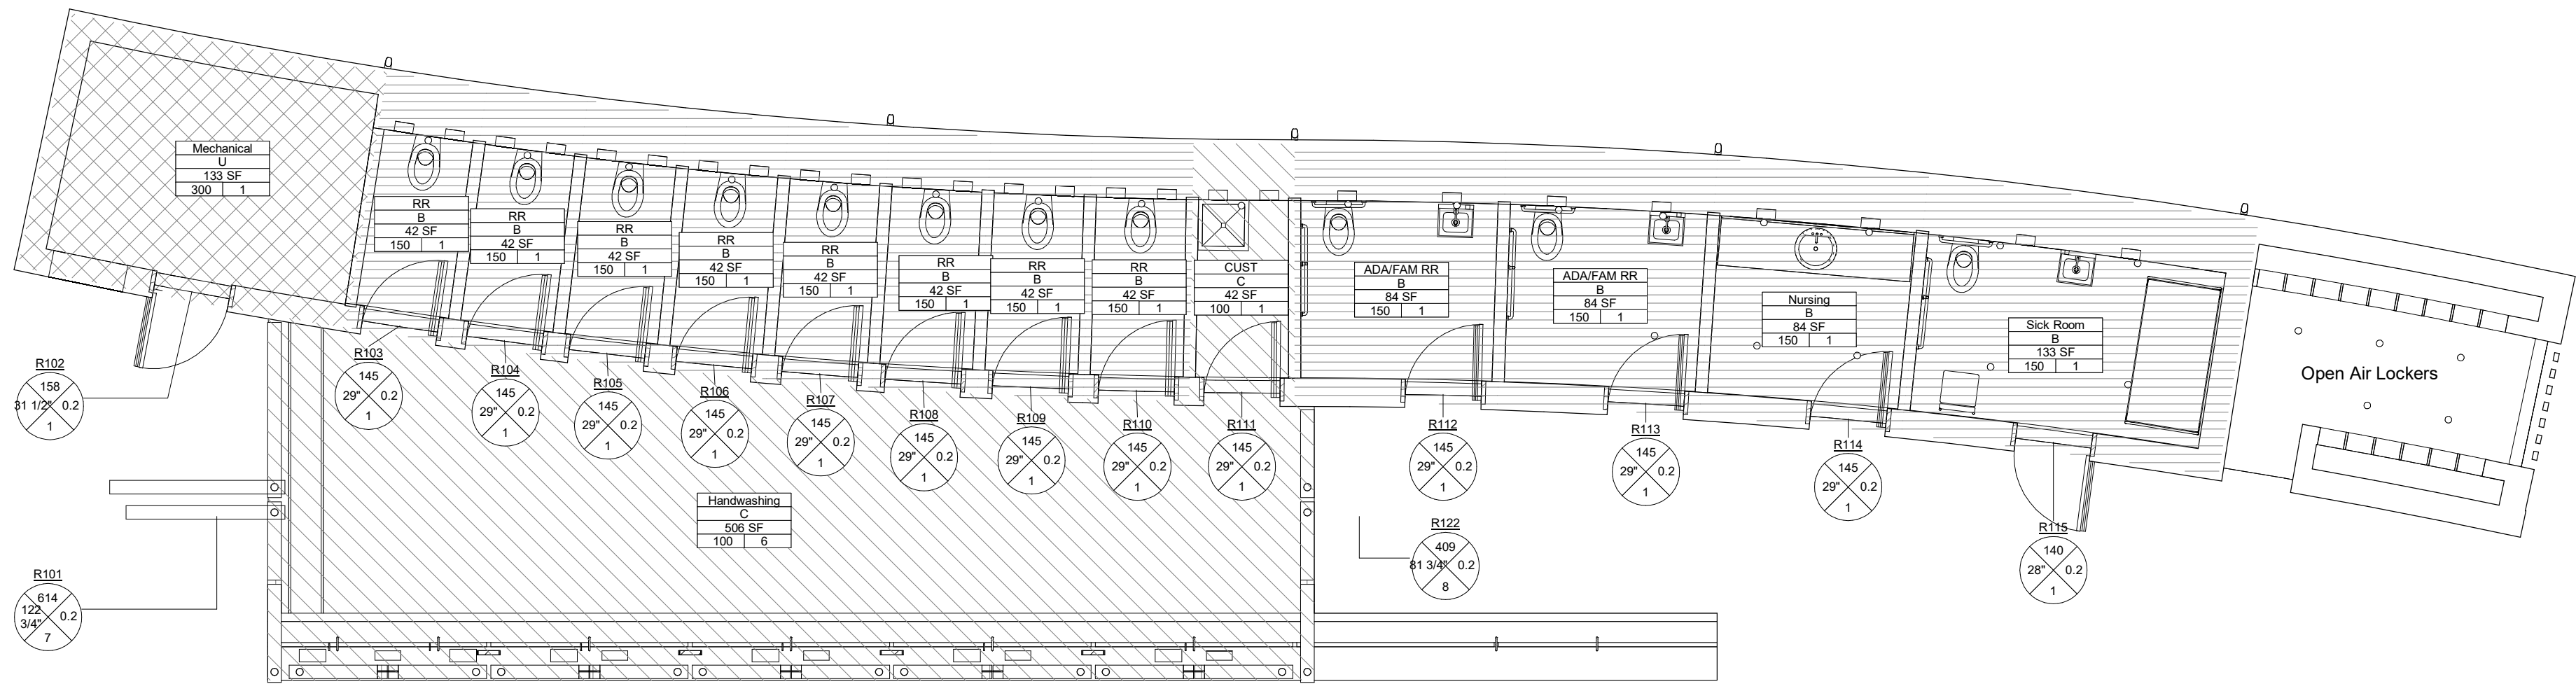 Mechanical
U
133 SF
300 1
RR
B
42 SF
150 1
RR
B
42 SF
150 1
RR
B
42 SF
150 1
RR
B
42 SF
150 1
RR
B
42 SF
150 1
RR
B
42 SF
150 1
RR
B
42 SF
150 1
RR
B
42 SF
150 1
CUST
C
42 SF
100 1
ADA/FAM RR
B
84 SF
150 1
ADA/FAM RR
B
84 SF
150 1
Nursing
B
84 SF
150 1
Sick Room
B
133 SF
150 1
Open Air Lockers
R102
158
31 1/2" 0.2
1
R103
145
29" 0.2
1
R104
145
29" 0.2
1
R105
145
29" 0.2
1
R106
145
29" 0.2
1
R107
145
29" 0.2
1
R108
145
29" 0.2
1
R109
145
29" 0.2
1
R110
145
29" 0.2
1
R111
145
29" 0.2
1
R112
145
29" 0.2
1
R113
145
29" 0.2
1
R114
145
29" 0.2
1
R115
140
28" 0.2
1
Handwashing
C
506 SF
100 6
R122
409
81 3/4" 0.2
8
R101
614
122
3/4" 0.2
7